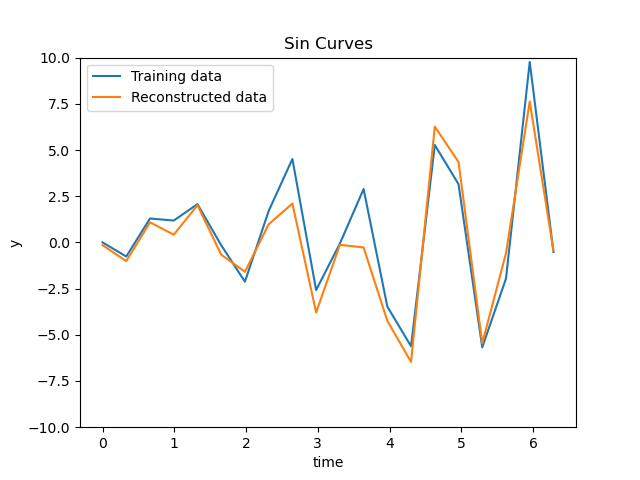 Sin Curves
Training data
Reconstructed data
y
10.0
7.5
5.0
2.5
0.0
−2.5
−5.0
−7.5
−10.0
0 1 2 3 4 5 6
time